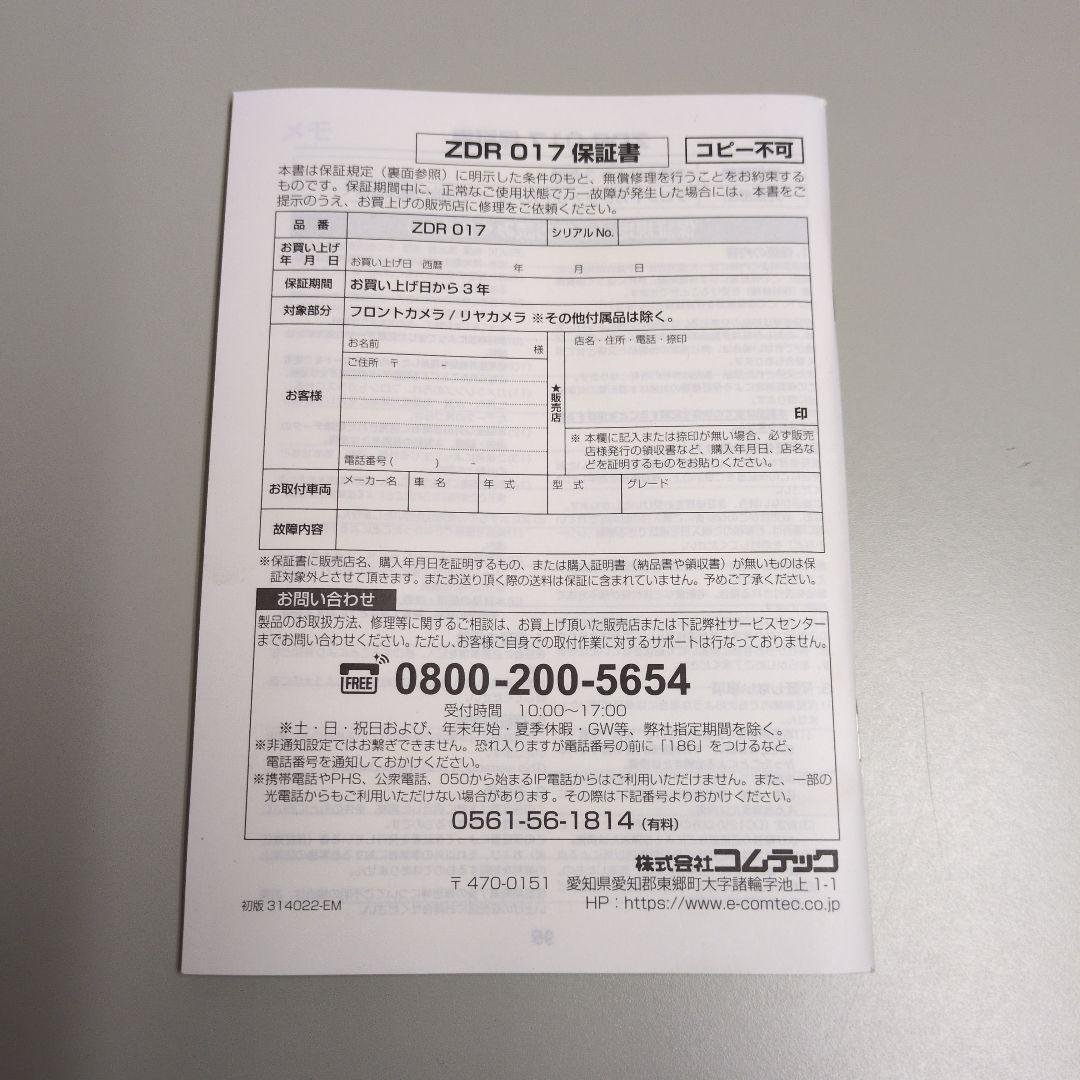 ZDR 017 保証書
コピー不可
本書は保証規定（裏面参照）に明示した条件のもと、無償修理を行うことをお約束する
ものです。保証期間中に、正常なご使用状態で万一故障が発生した場合には、本書をご
提示のうえ、お買上げの販売店に修理をご依頼ください。
品 番 ZDR 017 シリアルNo.
お買い上げ
年 月 日 お買い上げ日 西暦 年 月 日
保証期間 お買い上げ日から3年
対象部分 フロントカメラ / リヤカメラ ※その他付属品は除く。
お客様
お名前 様
ご住所 〒 -
電話番号 ( ) -
★販売店
店名・住所・電話・捺印
印
※ 本欄に記入または捺印が無い場合、必ず販売
店様発行の領収書など、購入年月日、店名な
どを証明するものをお貼りください。
お取付車両 メーカー名 車 名 年 式 型 式 グレード
故障内容
※保証書に販売店名、購入年月日を証明するもの、または購入証明書（納品書や領収書）が無いものは保
証対象外とさせて頂きます。またお送り頂く際の送料は保証に含まれていません。予めご了承ください。
お問い合わせ
製品のお取扱方法、修理等に関するご相談は、お買上げ頂いた販売店または下記弊社サービスセンター
までお問い合わせください。ただし、お客様ご自身での取付作業に対するサポートは行なっておりません。
FREE 0800-200-5654
受付時間 10:00〜17:00
※土・日・祝日および、年末年始・夏季休暇・GW等、弊社指定期間を除く。
※非通知設定ではお繋ぎできません。恐れ入りますが電話番号の前に「186」をつけるなど、
電話番号を通知しておかけください。
※携帯電話やPHS、公衆電話、050から始まるIP電話からはご利用いただけません。また、一部の
光電話からもご利用いただけない場合があります。その際は下記番号よりおかけください。
0561-56-1814（有料）
株式会社コムテック
〒470-0151 愛知県愛知郡東郷町大字諸輪字池上 1-1
初版 314022-EM
HP：https://www.e-comtec.co.jp